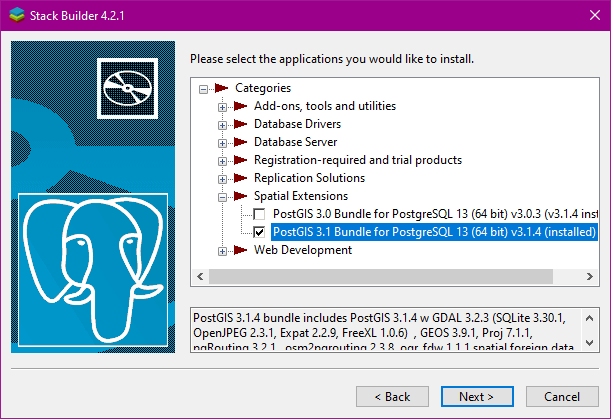 Stack Builder 4.2.1
Please select the applications you would like to install.
Categories
Add-ons, tools and utilities
Database Drivers
Database Server
Registration-required and trial products
Replication Solutions
Spatial Extensions
PostGIS 3.0 Bundle for PostgreSQL 13 (64 bit) v3.0.3 (v3.1.4 inst
PostGIS 3.1 Bundle for PostgreSQL 13 (64 bit) v3.1.4 (installed)
Web Development
PostGIS 3.1.4 bundle includes PostGIS 3.1.4 w GDAL 3.2.3 (SQLite 3.30.1,
OpenJPEG 2.3.1, Expat 2.2.9, FreeXL 1.0.6) , GEOS 3.9.1, Proj 7.1.1,
pgRouting 3.2.1, osm2pgrouting 2.3.8, ogr_fdw 1.1.1 spatial foreign data
< Back
Next >
Cancel